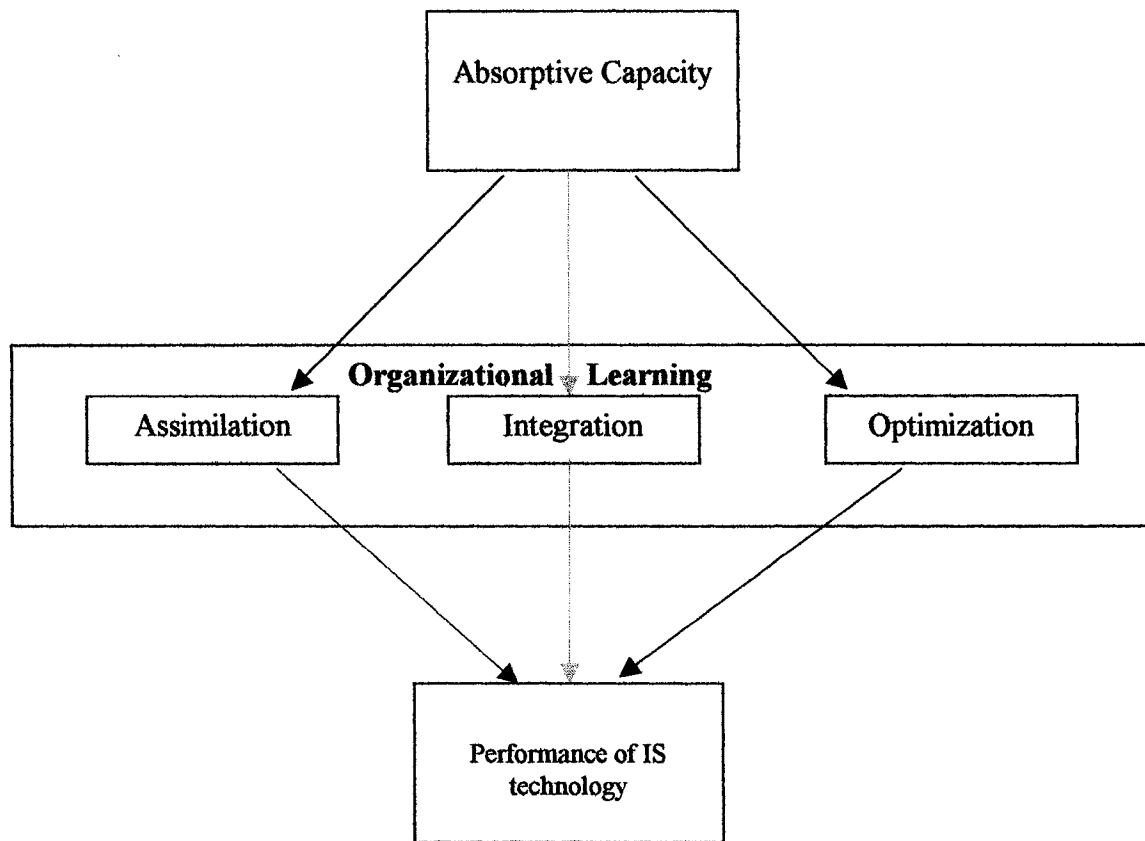 Absorptive Capacity
Organizational Learning
Assimilation
Integration
Optimization
Performance of IS
technology